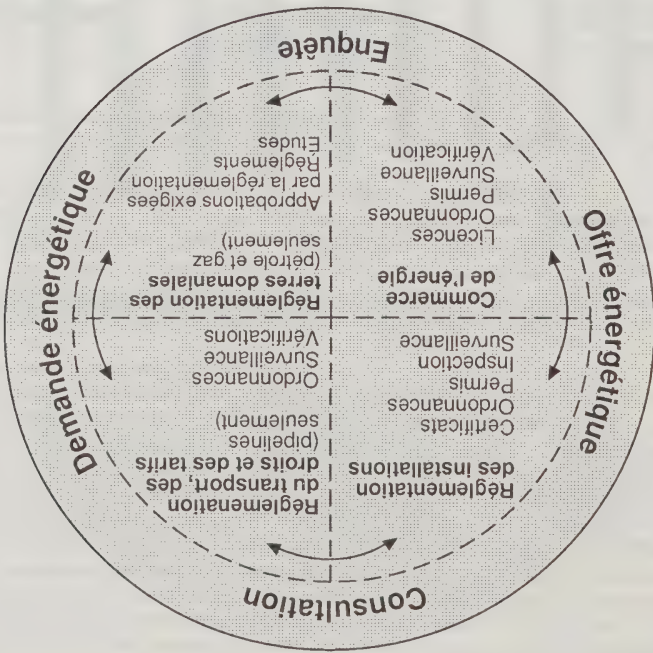 Consultation
Offre énergétique
Réglementation
des installations
Certificats
Ordonnances
Permis
Inspection
Surveillance
Réglemenation
du transport, des
droits et des tarifs
(pipelines
seulement)
Ordonnances
Surveillance
Vérifications
Demande énergétique
Commerce
de l'énergie
Licences
Ordonnances
Permis
Surveillance
Vérification
Réglementation des
terres domaniales
(pétrole et gaz
seulement)
Approbations exigées
par la réglementation
Règlements
Études
Enquête